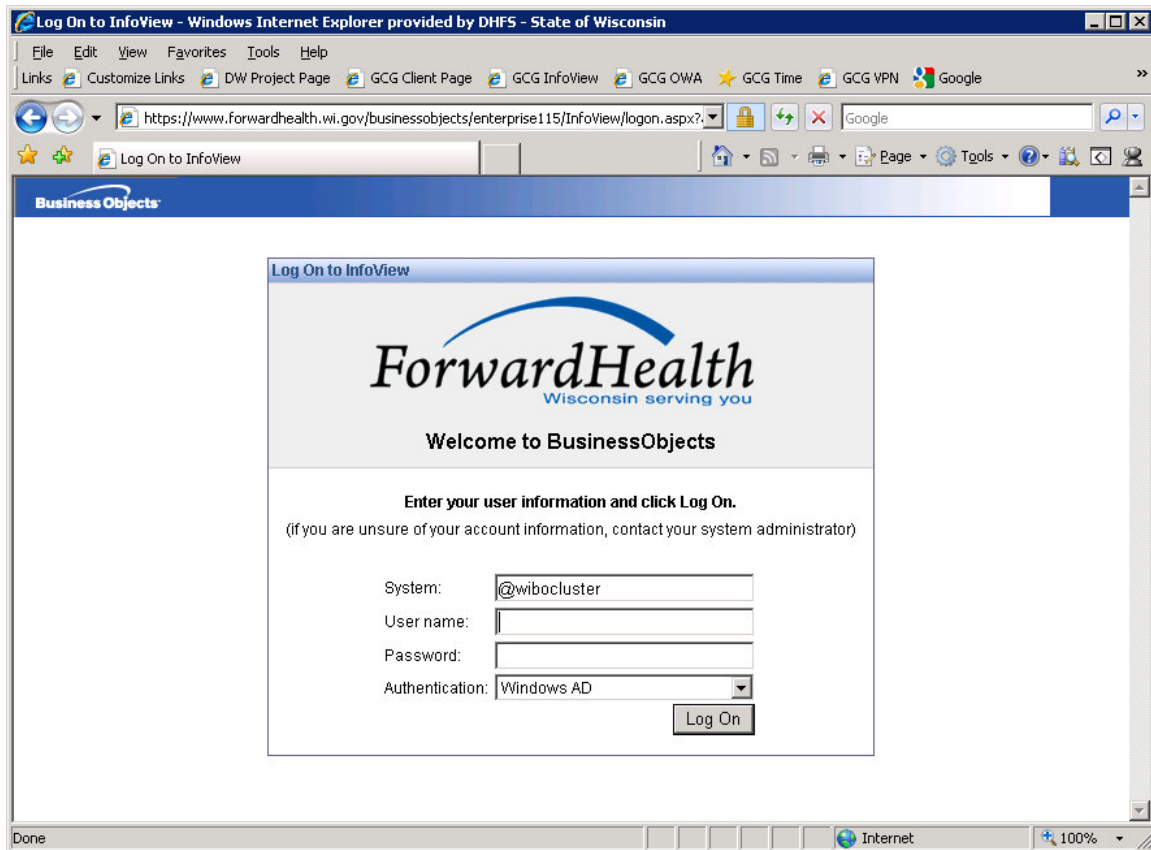 Log On to InfoView - Windows Internet Explorer provided by DHFS - State of Wisconsin
File Edit View Favorites Tools Help
Links Customize Links DW Project Page GCG Client Page GCG InfoView GCG OWA GCG Time GCG VPN Google »
https://www.forwardhealth.wi.gov/businessobjects/enterprise115/InfoView/logon.aspx?. Google
Log On to InfoView Page Tools
Business Objects
Log On to InfoView
ForwardHealth
Wisconsin serving you
Welcome to BusinessObjects
Enter your user information and click Log On.
(if you are unsure of your account information, contact your system administrator)
System: @wibocluster
User name:
Password:
Authentication: Windows AD
Log On
Done Internet 100%